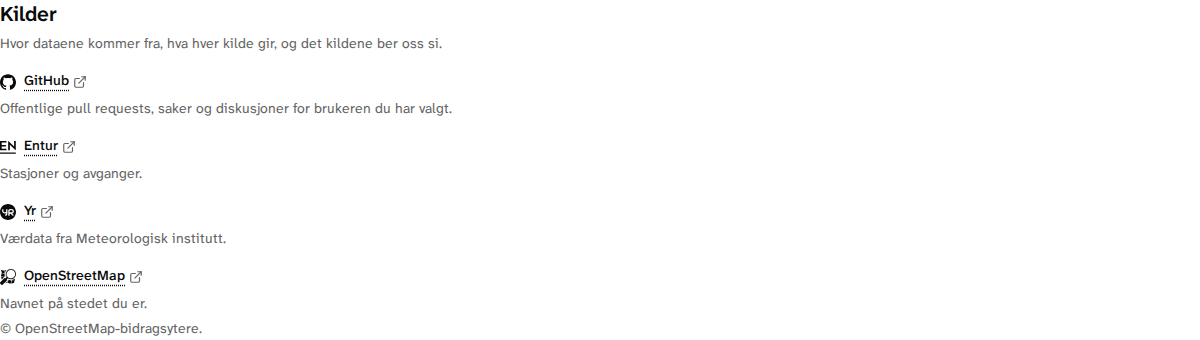 Kilder
Hvor dataene kommer fra, hva hver kilde gir, og det kildene ber oss si.
GitHub
Offentlige pull requests, saker og diskusjoner for brukeren du har valgt.
EN Entur
Stasjoner og avganger.
YR Yr
Værdata fra Meteorologisk institutt.
OpenStreetMap
Navnet på stedet du er.
© OpenStreetMap-bidragsytere.